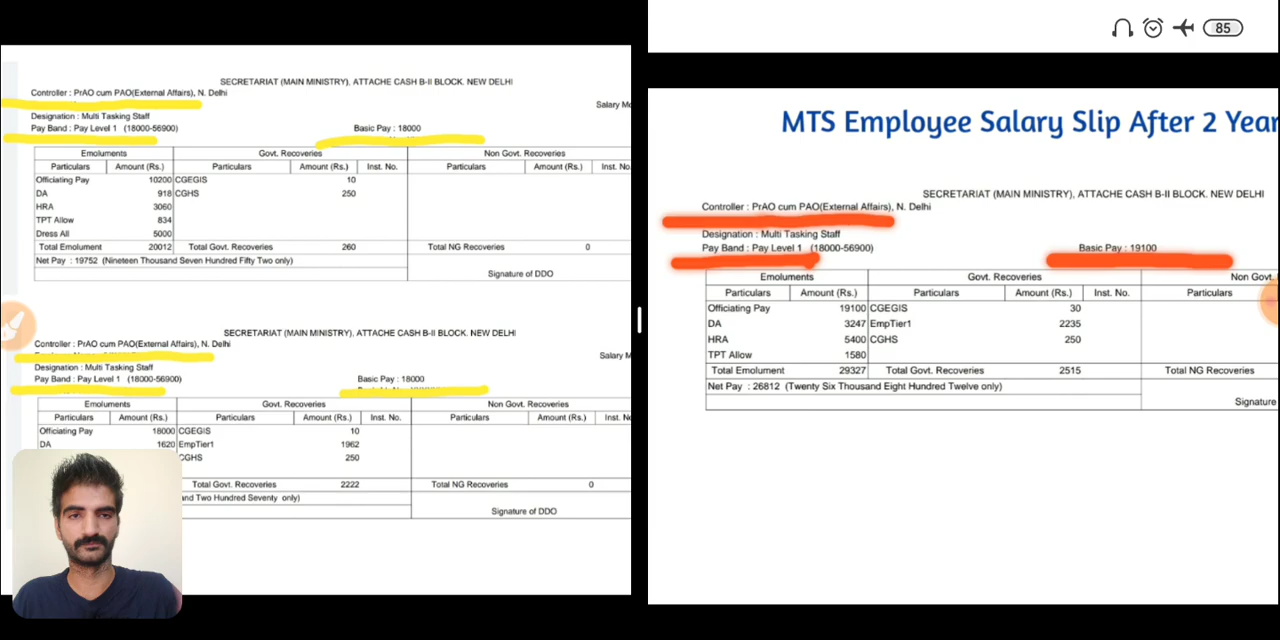 85
SECRETARIAT (MAIN MINISTRY), ATTACHE CASH B-II BLOCK. NEW DELHI
Controller : PrAO cum PAO(External Affairs), N. Delhi
Salary Mo
Designation : Multi Tasking Staff
Pay Band : Pay Level 1 (18000-56900) Basic Pay : 18000
Emoluments Govt. Recoveries Non Govt. Recoveries
Particulars Amount (Rs.) Particulars Amount (Rs.) Inst. No. Particulars Amount (Rs.) Inst. N
Officiating Pay 10200 CGEGIS 10
DA 918 CGHS 250
HRA 3060
TPT Allow 834
Dress All 5000
Total Emolument 20012 Total Govt. Recoveries 260 Total NG Recoveries 0
Net Pay : 19752 (Nineteen Thousand Seven Hundred Fifty Two only)
Signature of DDO
SECRETARIAT (MAIN MINISTRY), ATTACHE CASH B-II BLOCK. NEW DELHI
Controller : PrAO cum PAO(External Affairs), N. Delhi
Salary Mo
Designation : Multi Tasking Staff
Pay Band : Pay Level 1 (18000-56900) Basic Pay : 18000
Emoluments Govt. Recoveries Non Govt. Recoveries
Particulars Amount (Rs.) Particulars Amount (Rs.) Inst. No. Particulars Amount (Rs.) Inst. N
Officiating Pay 18000 CGEGIS 10
DA 1620 EmpTier1 1962
CGHS 250
Total Govt. Recoveries 2222 Total NG Recoveries 0
and Two Hundred Seventy only)
Signature of DDO
MTS Employee Salary Slip After 2 Year
SECRETARIAT (MAIN MINISTRY), ATTACHE CASH B-II BLOCK. NEW DELHI
Controller : PrAO cum PAO(External Affairs), N. Delhi
Designation : Multi Tasking Staff
Pay Band : Pay Level 1 (18000-56900) Basic Pay : 19100
Emoluments Govt. Recoveries Non Govt.
Particulars Amount (Rs.) Particulars Amount (Rs.) Inst. No. Particulars
Officiating Pay 19100 CGEGIS 30
DA 3247 EmpTier1 2235
HRA 5400 CGHS 250
TPT Allow 1580
Total Emolument 29327 Total Govt. Recoveries 2515 Total NG Recoveries
Net Pay : 26812 (Twenty Six Thousand Eight Hundred Twelve only)
Signature